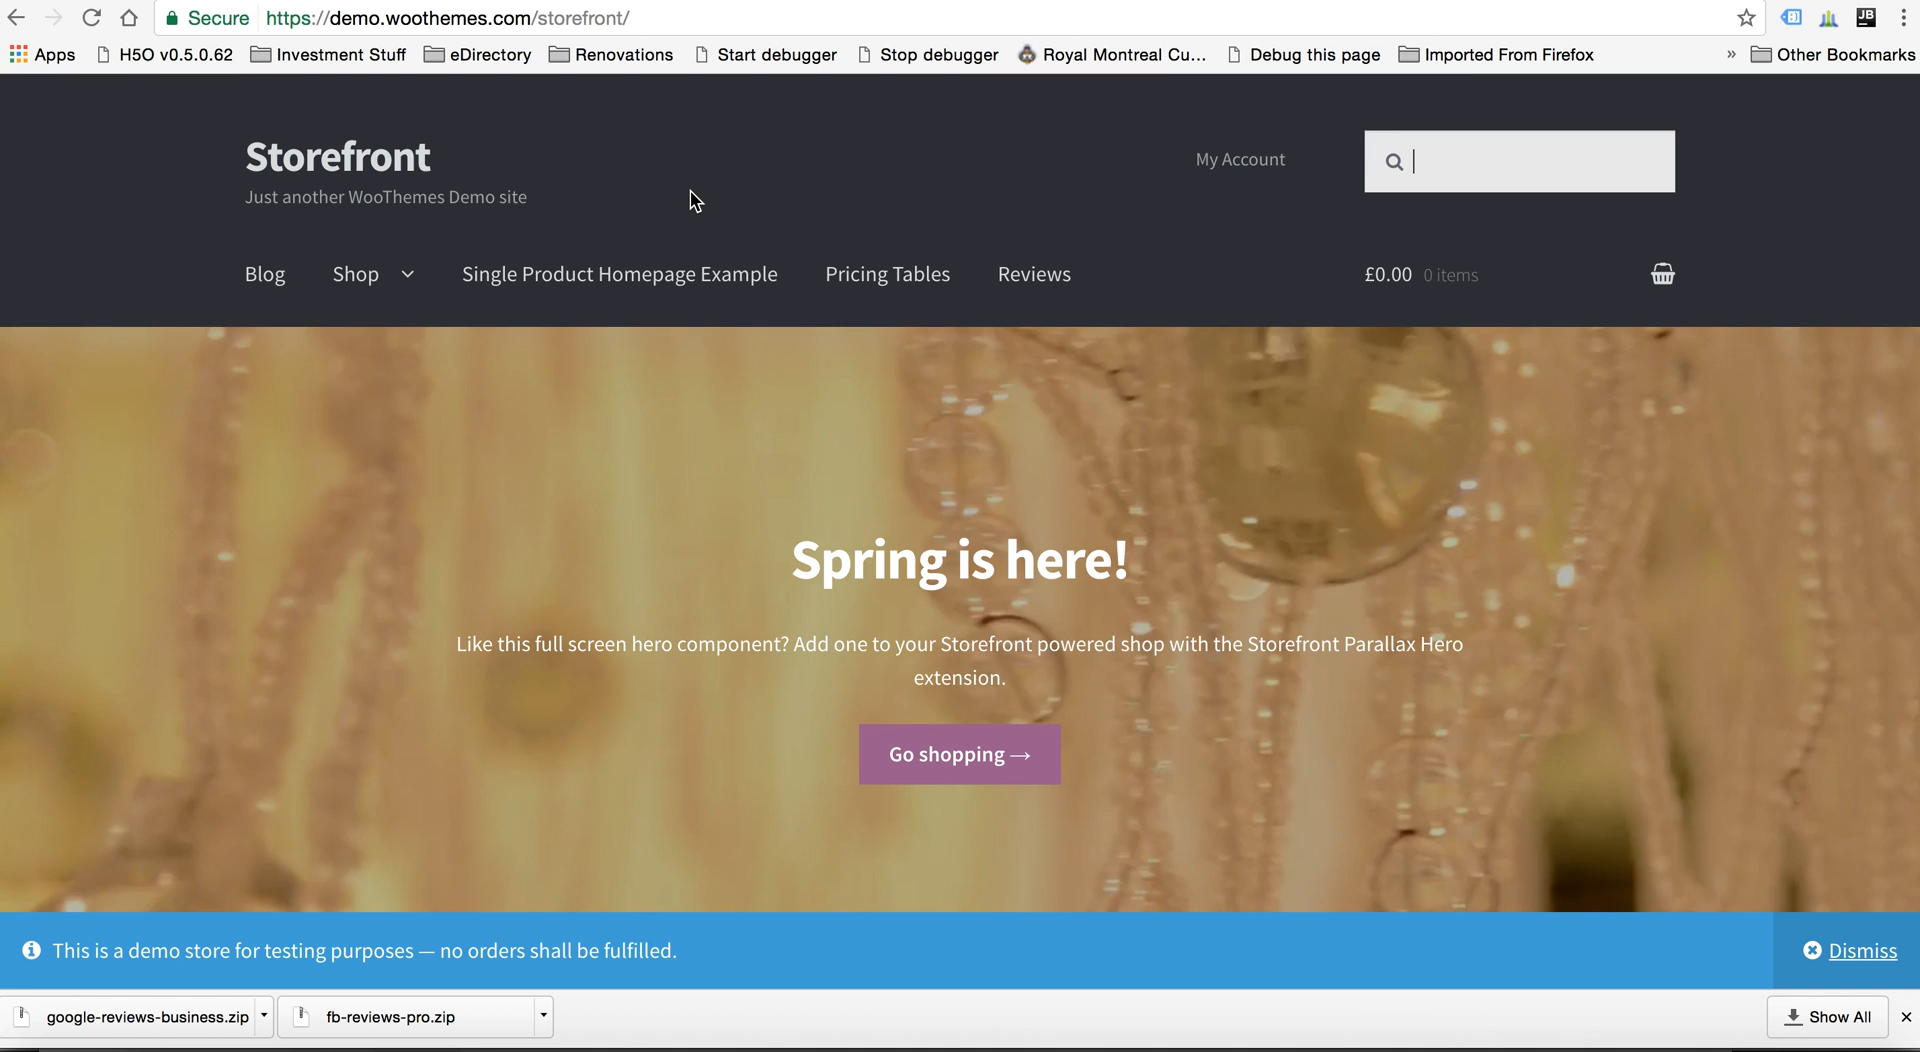 Secure https://demo.woothemes.com/storefront/
JB
Apps H5O v0.5.0.62 Investment Stuff eDirectory Renovations Start debugger Stop debugger Royal Montreal Cu... Debug this page Imported From Firefox » Other Bookmarks
Storefront
Just another WooThemes Demo site
My Account
Blog Shop Single Product Homepage Example Pricing Tables Reviews £0.00 0 items
Spring is here!
Like this full screen hero component? Add one to your Storefront powered shop with the Storefront Parallax Hero
extension.
Go shopping →
This is a demo store for testing purposes — no orders shall be fulfilled. Dismiss
google-reviews-business.zip fb-reviews-pro.zip Show All